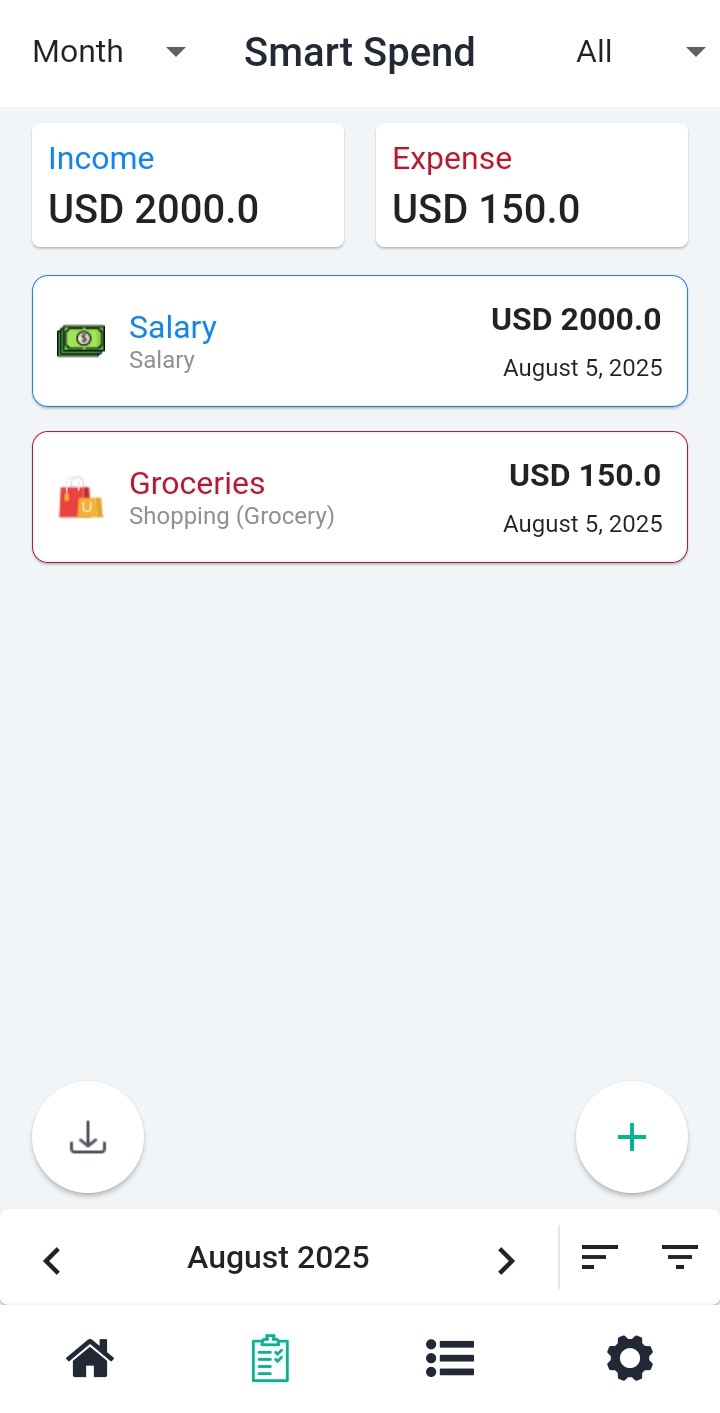 Month Smart Spend All
Income
USD 2000.0
Expense
USD 150.0
Salary
Salary
USD 2000.0
August 5, 2025
Groceries
Shopping (Grocery)
USD 150.0
August 5, 2025
August 2025